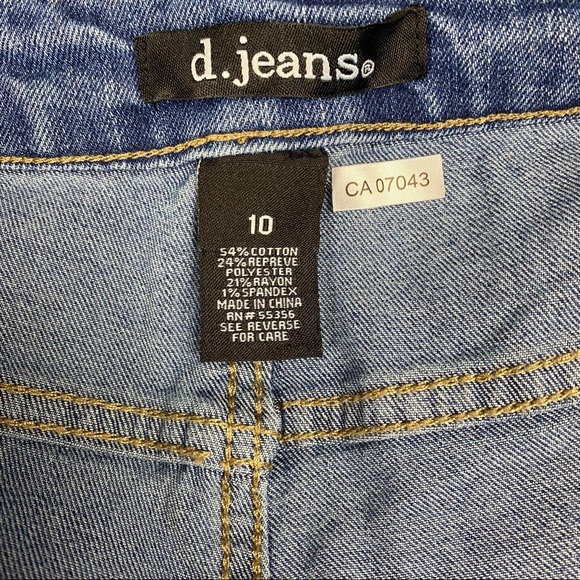 d.jeans®
CA 07043
10
54% COTTON
24% REPREVE
POLYESTER
21% RAYON
1% SPANDEX
MADE IN CHINA
RN# 55356
SEE REVERSE
FOR CARE